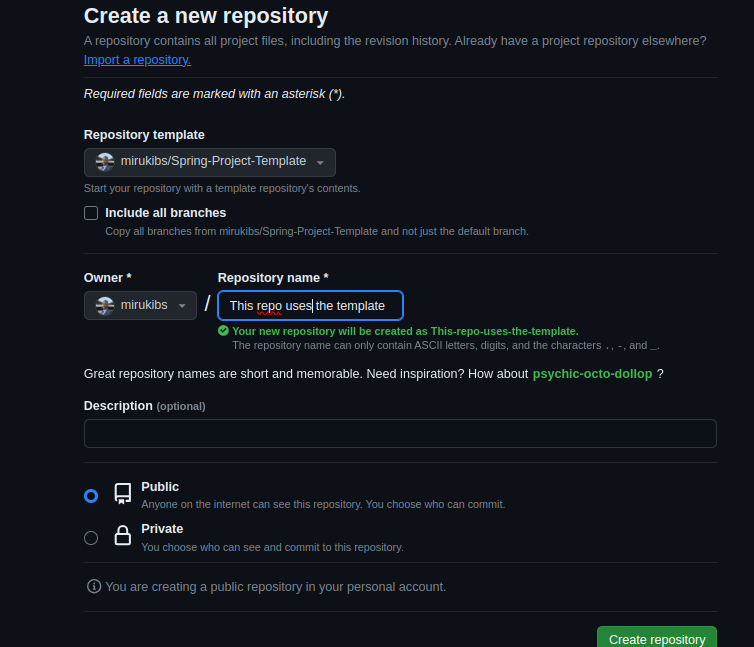 Create a new repository
A repository contains all project files, including the revision history. Already have a project repository elsewhere?
Import a repository.
Required fields are marked with an asterisk (*).
Repository template
mirukibs/Spring-Project-Template
Start your repository with a template repository's contents.
Include all branches
Copy all branches from mirukibs/Spring-Project-Template and not just the default branch.
Owner * Repository name *
mirukibs / This repo uses the template
Your new repository will be created as This-repo-uses-the-template.
The repository name can only contain ASCII letters, digits, and the characters ., -, and _.
Great repository names are short and memorable. Need inspiration? How about psychic-octo-dollop ?
Description (optional)
Public
Anyone on the internet can see this repository. You choose who can commit.
Private
You choose who can see and commit to this repository.
You are creating a public repository in your personal account.
Create repository